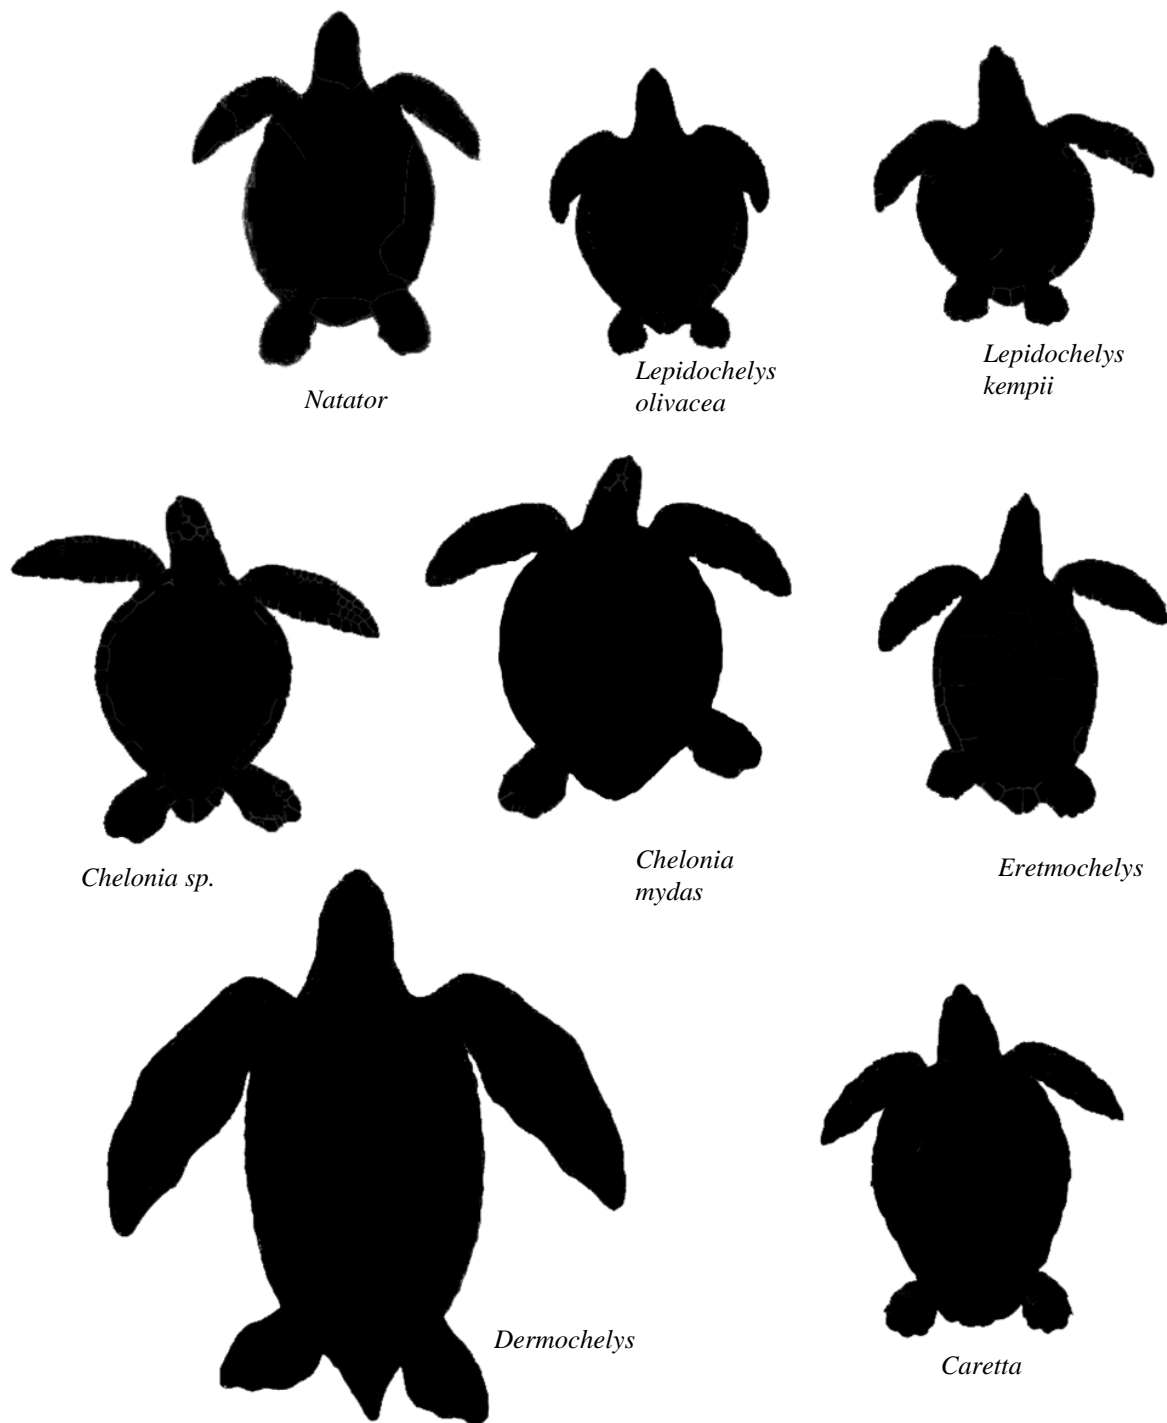 Natator
Lepidochelys
olivacea
Lepidochelys
kempii
Chelonia sp.
Chelonia
mydas
Eretmochelys
Dermochelys
Caretta